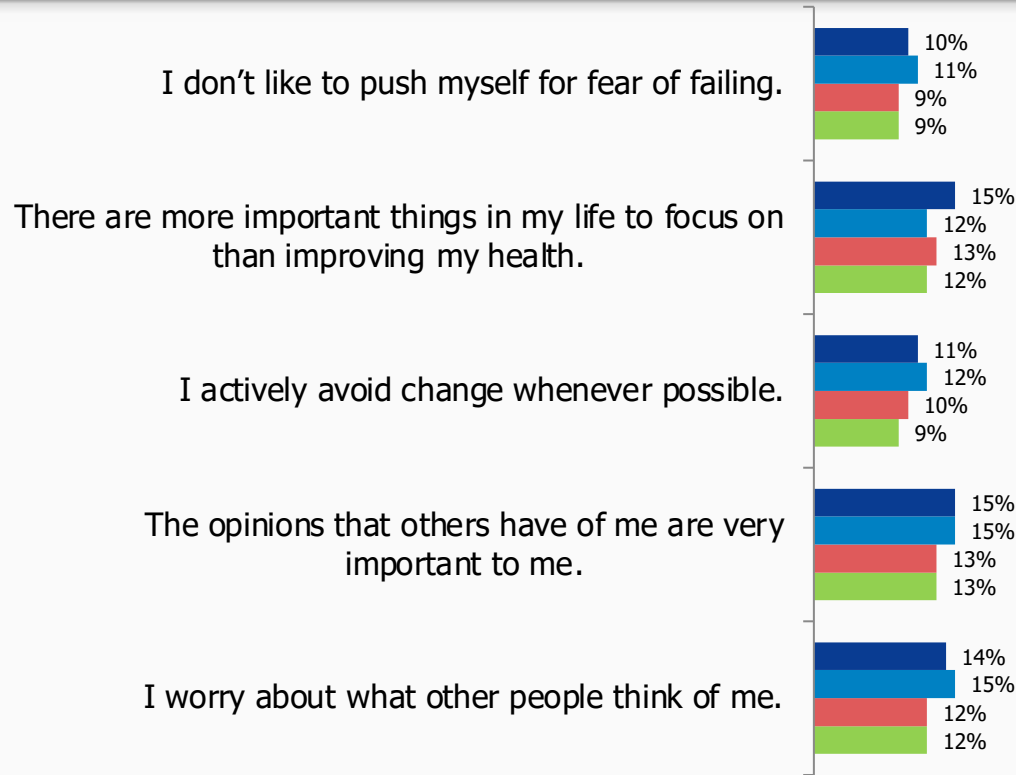 I don’t like to push myself for fear of failing.
10%
11%
9%
9%
There are more important things in my life to focus on
than improving my health.
15%
12%
13%
12%
I actively avoid change whenever possible.
11%
12%
10%
9%
The opinions that others have of me are very
important to me.
15%
15%
13%
13%
I worry about what other people think of me.
14%
15%
12%
12%